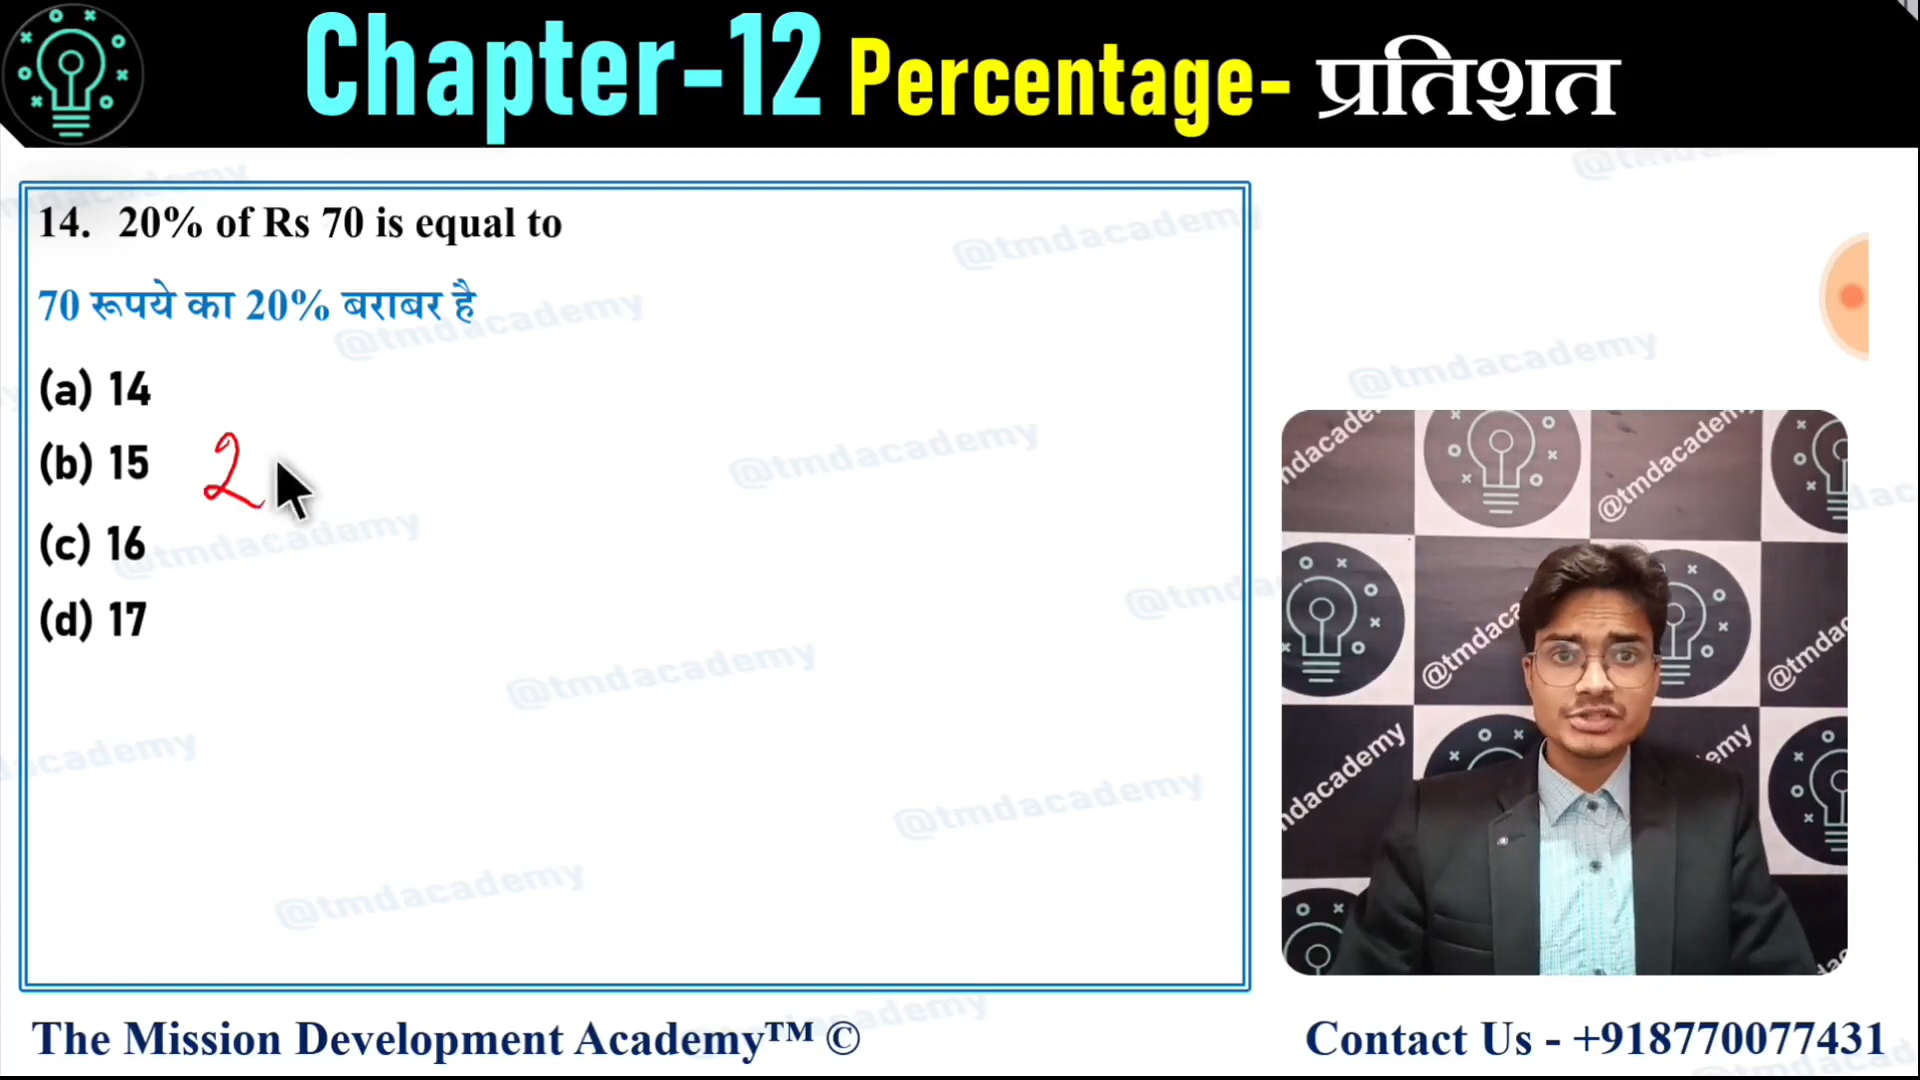 Chapter-12 Percentage- प्रतिशत
14. 20% of Rs 70 is equal to
70 रूपये का 20% बराबर है
(a) 14
(b) 15
2
(c) 16
(d) 17
@tmdacademy
The Mission Development Academy™ ©
Contact Us - +918770077431